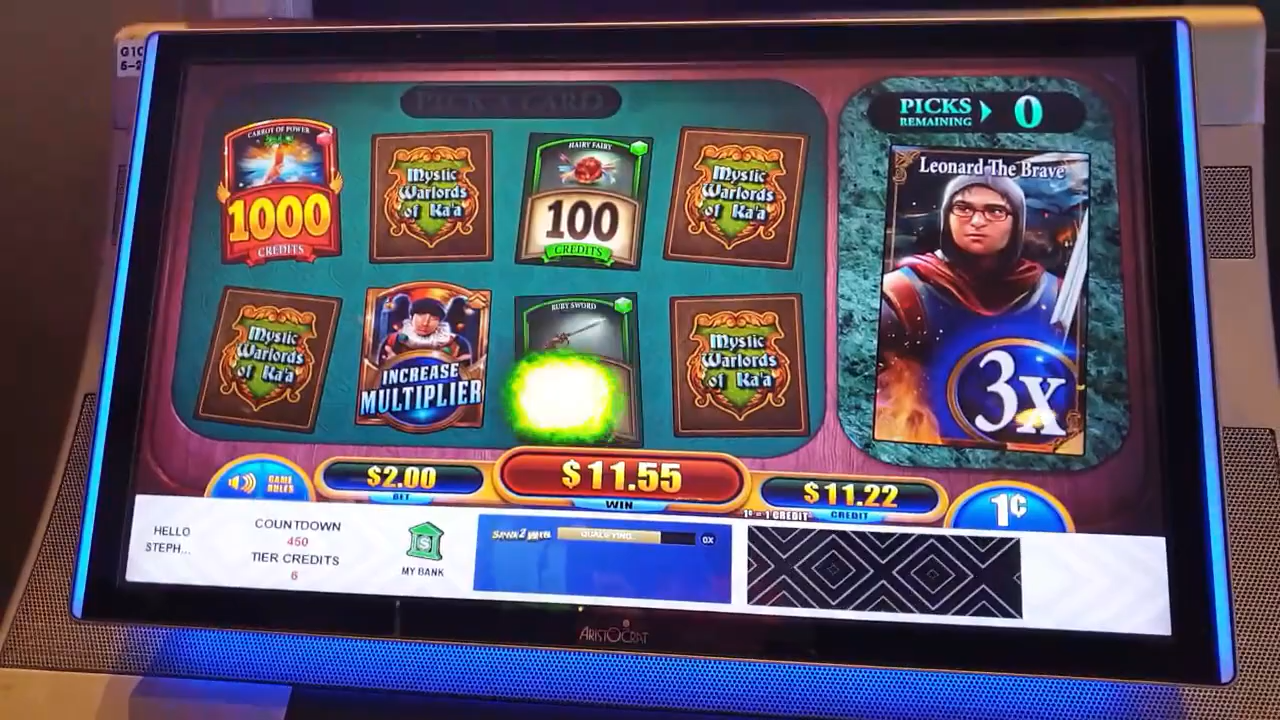 G10
PICK A CARD
PICKS
REMAINING
0
CARROT OF POWER
1000
CREDITS
Mystic
Warlords
of Ka'a
HAIRY FAIRY
100
CREDITS
Mystic
Warlords
of Ka'a
Leonard The Brave
3x
Mystic
Warlords
of Ka'a
INCREASE
MULTIPLIER
RUBY SWORD
Mystic
Warlords
of Ka'a
GAME
RULES
$2.00
BET
$11.55
WIN
$11.22
1¢ = 1 CREDIT
CREDIT
1¢
HELLO
STEPH...
COUNTDOWN
450
TIER CREDITS
6
MY BANK
QUALIFYING...
0X
ARISTOCRAT